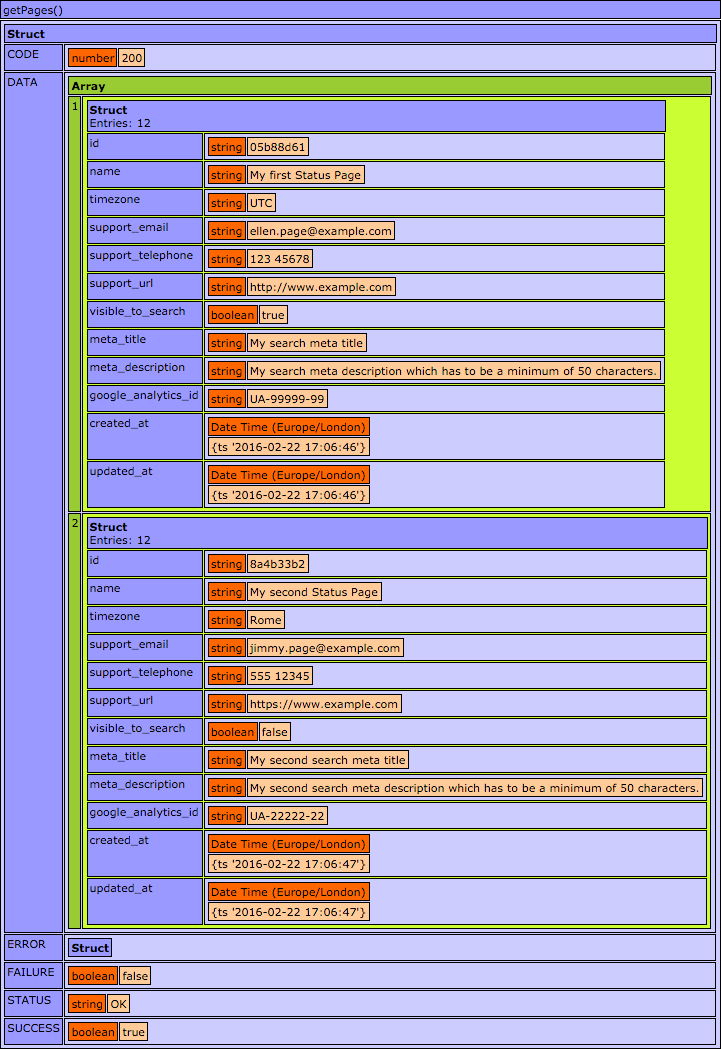 getPages()
Struct
CODE number 200
DATA Array
1 Struct
Entries: 12
id string 05b88d61
name string My first Status Page
timezone string UTC
support_email string ellen.page@example.com
support_telephone string 123 45678
support_url string http://www.example.com
visible_to_search boolean true
meta_title string My search meta title
meta_description string My search meta description which has to be a minimum of 50 characters.
google_analytics_id string UA-99999-99
created_at Date Time (Europe/London)
{ts '2016-02-22 17:06:46'}
updated_at Date Time (Europe/London)
{ts '2016-02-22 17:06:46'}
2 Struct
Entries: 12
id string 8a4b33b2
name string My second Status Page
timezone string Rome
support_email string jimmy.page@example.com
support_telephone string 555 12345
support_url string https://www.example.com
visible_to_search boolean false
meta_title string My second search meta title
meta_description string My second search meta description which has to be a minimum of 50 characters.
google_analytics_id string UA-22222-22
created_at Date Time (Europe/London)
{ts '2016-02-22 17:06:47'}
updated_at Date Time (Europe/London)
{ts '2016-02-22 17:06:47'}
ERROR Struct
FAILURE boolean false
STATUS string OK
SUCCESS boolean true